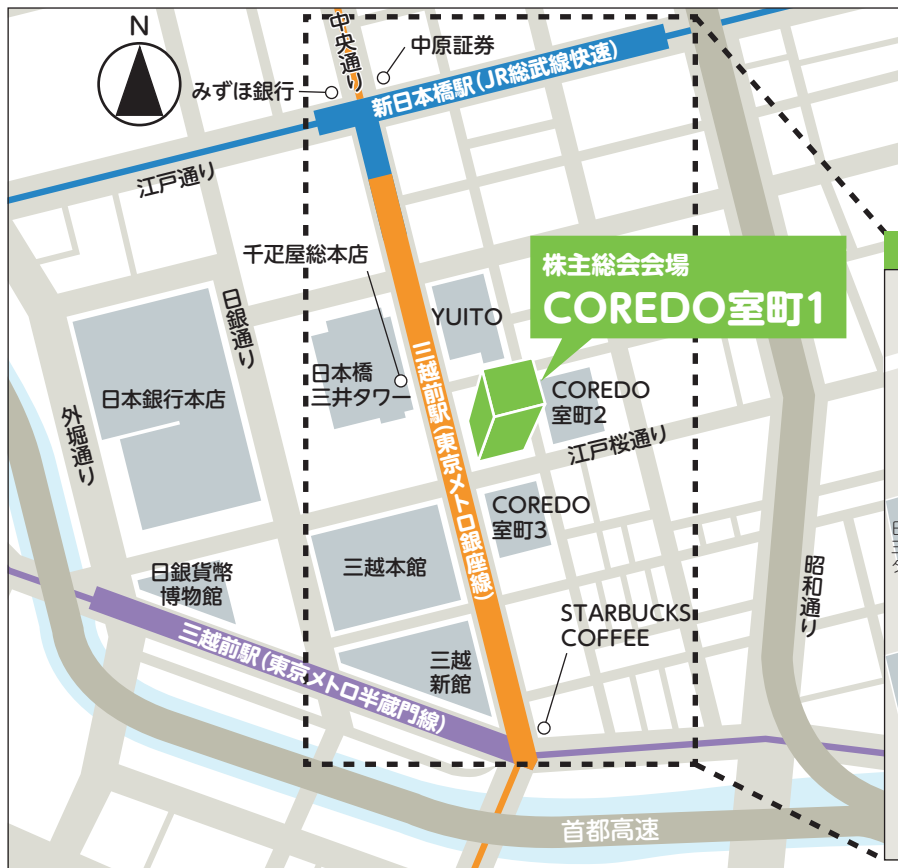 N
中央通り
中原証券
みずほ銀行
新日本橋駅(JR総武線快速)
江戸通り
千疋屋総本店
株主総会会場
COREDO室町1
日銀通り
YUITO
日本橋
三井タワー
三越前駅(東京メトロ銀座線)
COREDO
室町2
日本銀行本店
外堀通り
江戸桜通り
COREDO
室町3
三越本館
日銀貨幣
博物館
昭和通り
STARBUCKS
COFFEE
三越前駅(東京メトロ半蔵門線)
三越
新館
首都高速